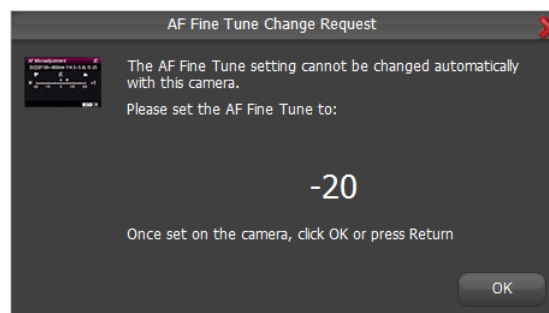 AF Fine Tune Change Request
The AF Fine Tune setting cannot be changed automatically
with this camera.
Please set the AF Fine Tune to:
-20
Once set on the camera, click OK or press Return
OK